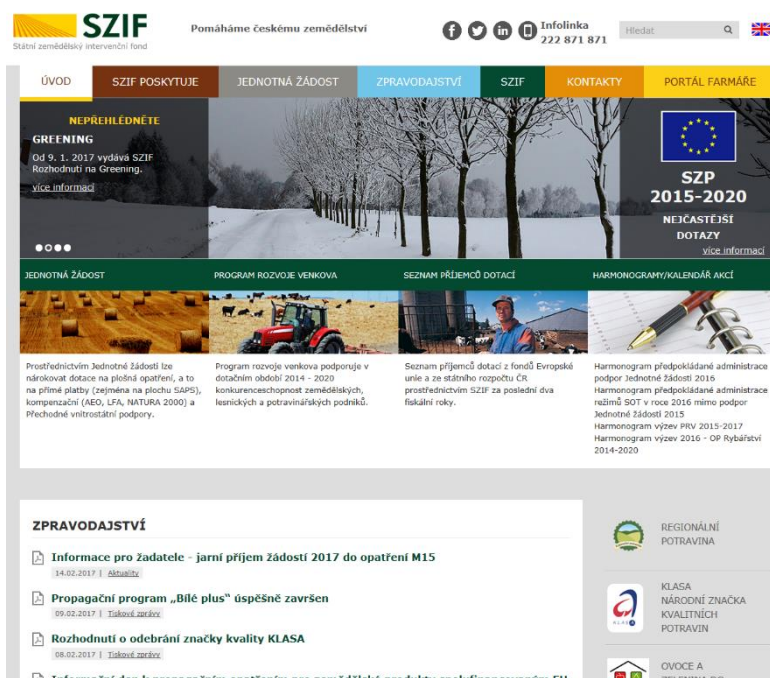 SZIF
Státní zemědělský intervenční fond
Pomáháme českému zemědělství
Infolinka
222 871 871
Hledat
ÚVOD
SZIF POSKYTUJE
JEDNOTNÁ ŽÁDOST
ZPRAVODAJSTVÍ
SZIF
KONTAKTY
PORTÁL FARMÁŘE
NEPŘEHLÉDNĚTE
GREENING
Od 9. 1. 2017 vydává SZIF
Rozhodnutí na Greening.
více informací
SZP
2015-2020
NEJČASTĚJŠÍ
DOTAZY
více informací
JEDNOTNÁ ŽÁDOST
Prostřednictvím Jednotné žádosti lze
nárokovat dotace na plošná opatření, a to
na přímé platby (zejména na plochu SAPS),
kompenzační (AEO, LFA, NATURA 2000) a
Přechodné vnitrostátní podpory.
PROGRAM ROZVOJE VENKOVA
Program rozvoje venkova podporuje v
dotačním období 2014 - 2020
konkurenceschopnost zemědělských,
lesnických a potravinářských podniků.
SEZNAM PŘÍJEMCŮ DOTACÍ
Seznam příjemců dotací z fondů Evropské
unie a ze státního rozpočtu ČR
prostřednictvím SZIF za poslední dva
fiskální roky.
HARMONOGRAMY/KALENDÁŘ AKCÍ
Harmonogram předpokládané administrace
podpor Jednotné žádosti 2016
Harmonogram předpokládané administrace
režimů SOT v roce 2016 mimo podpor
Jednotné žádosti 2015
Harmonogram výzev PRV 2015-2017
Harmonogram výzev 2016 - OP Rybářství
2014-2020
ZPRAVODAJSTVÍ
Informace pro žadatele - jarní příjem žádostí 2017 do opatření M15
14.02.2017 | Aktuality
Propagační program „Bílé plus“ úspěšně završen
09.02.2017 | Tiskové zprávy
Rozhodnutí o odebrání značky kvality KLASA
08.02.2017 | Tiskové zprávy
REGIONÁLNÍ
POTRAVINA
KLASA
KLASA
NÁRODNÍ ZNAČKA
KVALITNÍCH
POTRAVIN
OVOCE A